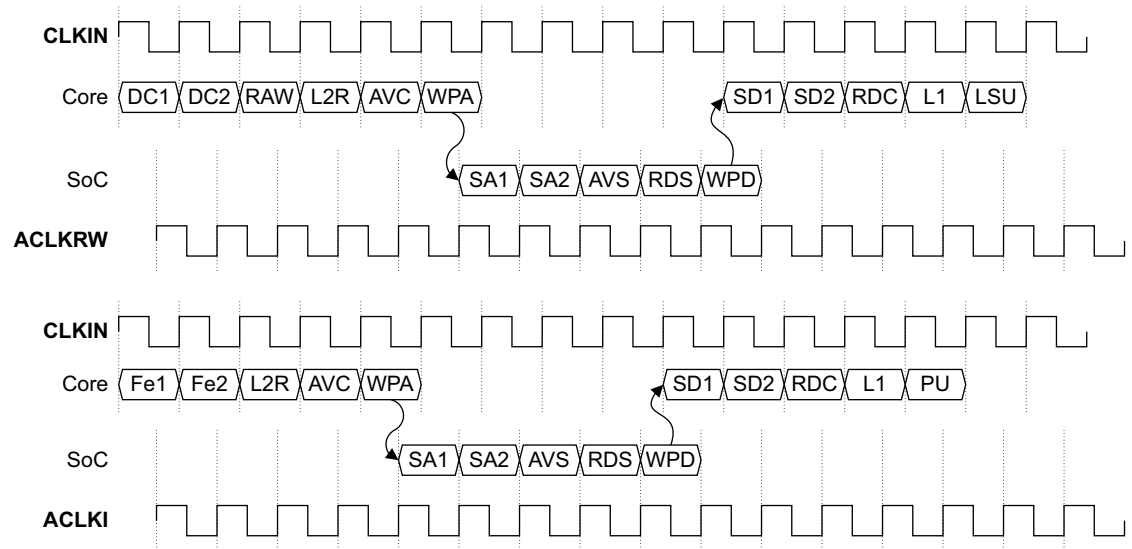 CLKIN
Core DC1 DC2 RAW L2R AVC WPA SD1 SD2 RDC L1 LSU
SoC SA1 SA2 AVS RDS WPD
ACLKRW
CLKIN
Core Fe1 Fe2 L2R AVC WPA SD1 SD2 RDC L1 PU
SoC SA1 SA2 AVS RDS WPD
ACLKI